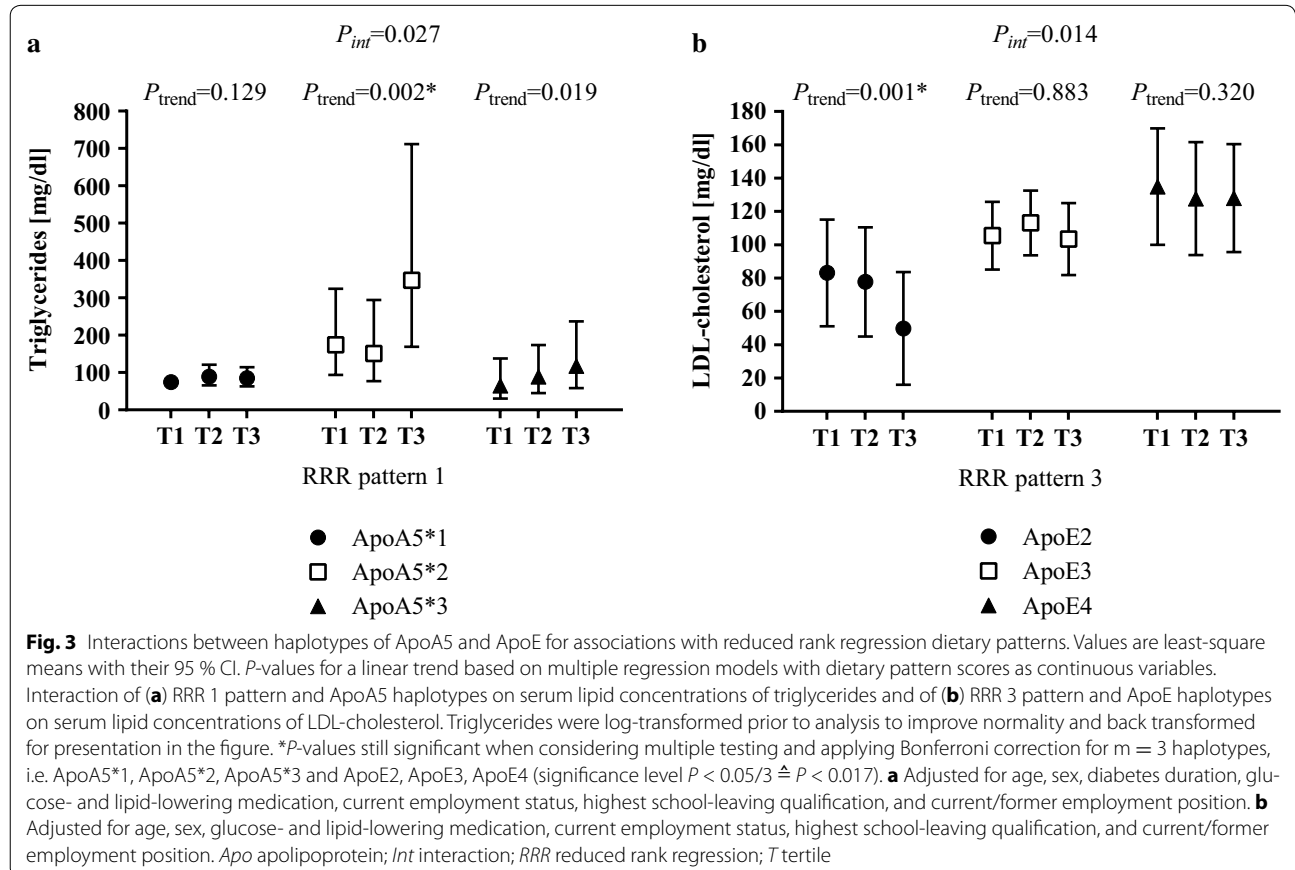 a
P_int=0.027
P_trend=0.129 P_trend=0.002* P_trend=0.019
Triglycerides [mg/dl]
800
700
600
500
400
300
200
100
0
T1 T2 T3 T1 T2 T3 T1 T2 T3
RRR pattern 1
ApoA5*1
ApoA5*2
ApoA5*3
b
P_int=0.014
P_trend=0.001* P_trend=0.883 P_trend=0.320
LDL-cholesterol [mg/dl]
180
160
140
120
100
80
60
40
20
0
T1 T2 T3 T1 T2 T3 T1 T2 T3
RRR pattern 3
ApoE2
ApoE3
ApoE4
Fig. 3 Interactions between haplotypes of ApoA5 and ApoE for associations with reduced rank regression dietary patterns. Values are least-square
means with their 95 % CI. P-values for a linear trend based on multiple regression models with dietary pattern scores as continuous variables.
Interaction of (a) RRR 1 pattern and ApoA5 haplotypes on serum lipid concentrations of triglycerides and of (b) RRR 3 pattern and ApoE haplotypes
on serum lipid concentrations of LDL-cholesterol. Triglycerides were log-transformed prior to analysis to improve normality and back transformed
for presentation in the figure. *P-values still significant when considering multiple testing and applying Bonferroni correction for m = 3 haplotypes,
i.e. ApoA5*1, ApoA5*2, ApoA5*3 and ApoE2, ApoE3, ApoE4 (significance level P < 0.05/3 ≙ P < 0.017). a Adjusted for age, sex, diabetes duration, glu-
cose- and lipid-lowering medication, current employment status, highest school-leaving qualification, and current/former employment position. b
Adjusted for age, sex, glucose- and lipid-lowering medication, current employment status, highest school-leaving qualification, and current/former
employment position. Apo apolipoprotein; Int interaction; RRR reduced rank regression; T tertile